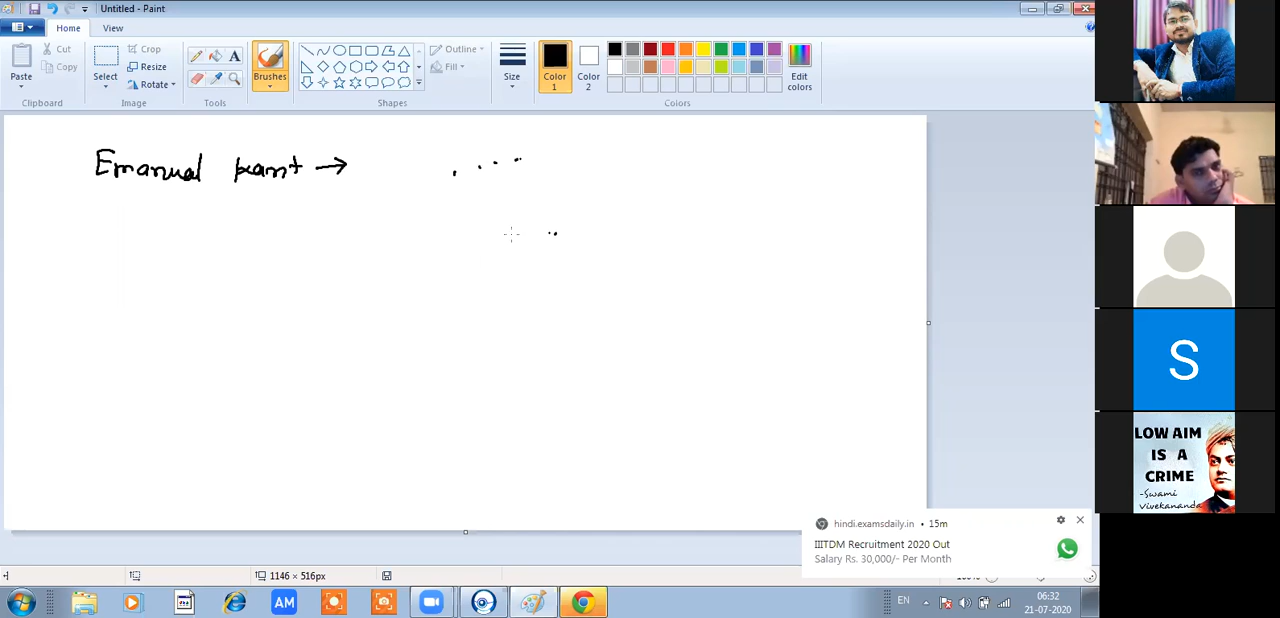 Untitled - Paint
Home View
Paste
Cut
Copy
Clipboard
Select
Crop
Resize
Rotate
Image
A
Tools
Brushes
Outline
Fill
Shapes
Size
Color 1
Color 2
Edit colors
Colors
Emanual kant →
S
LOW AIM
IS A
CRIME
-Swami
Vivekananda
hindi.examsdaily.in • 15m
IIITDM Recruitment 2020 Out
Salary Rs. 30,000/- Per Month
1146 × 516px
AM
EN
06:32
21-07-2020